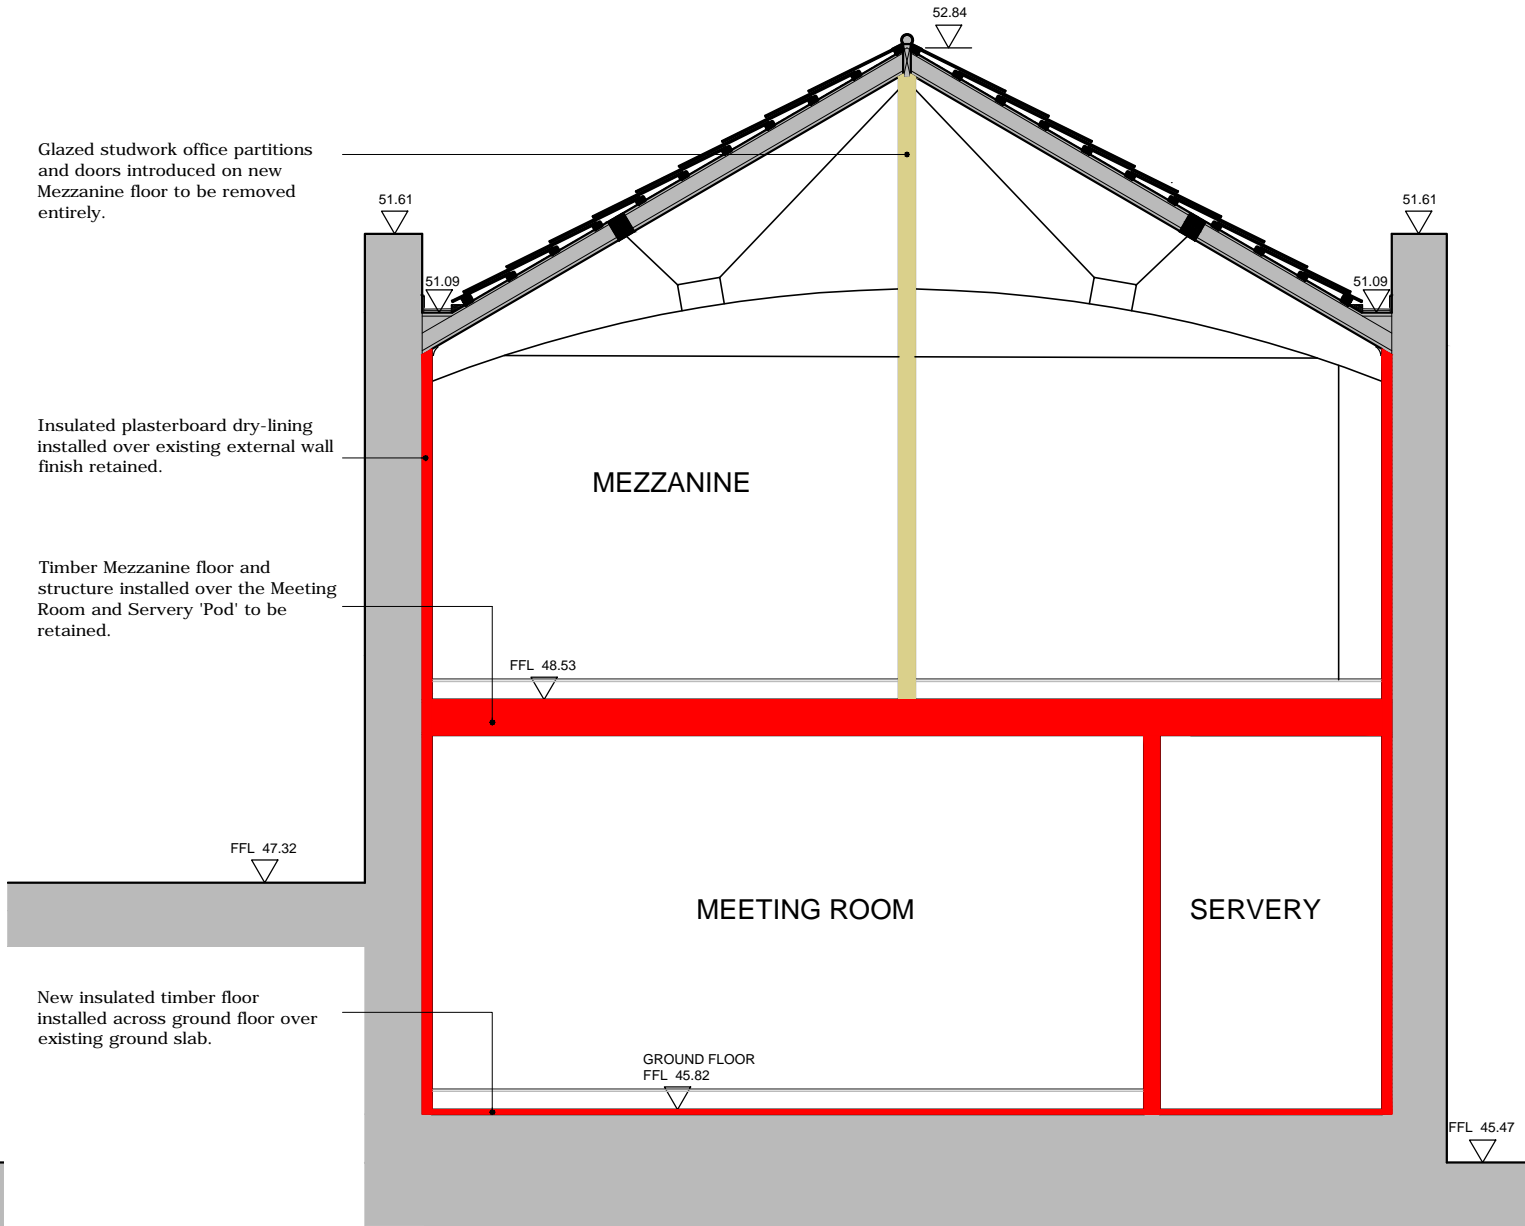 52.84
Glazed studwork office partitions
and doors introduced on new
Mezzanine floor to be removed
entirely.
51.61
51.61
51.09
51.09
Insulated plasterboard dry-lining
installed over existing external wall
finish retained.
MEZZANINE
Timber Mezzanine floor and
structure installed over the Meeting
Room and Servery 'Pod' to be
retained.
FFL 48.53
FFL 47.32
MEETING ROOM
SERVERY
New insulated timber floor
installed across ground floor over
existing ground slab.
GROUND FLOOR
FFL 45.82
FFL 45.47